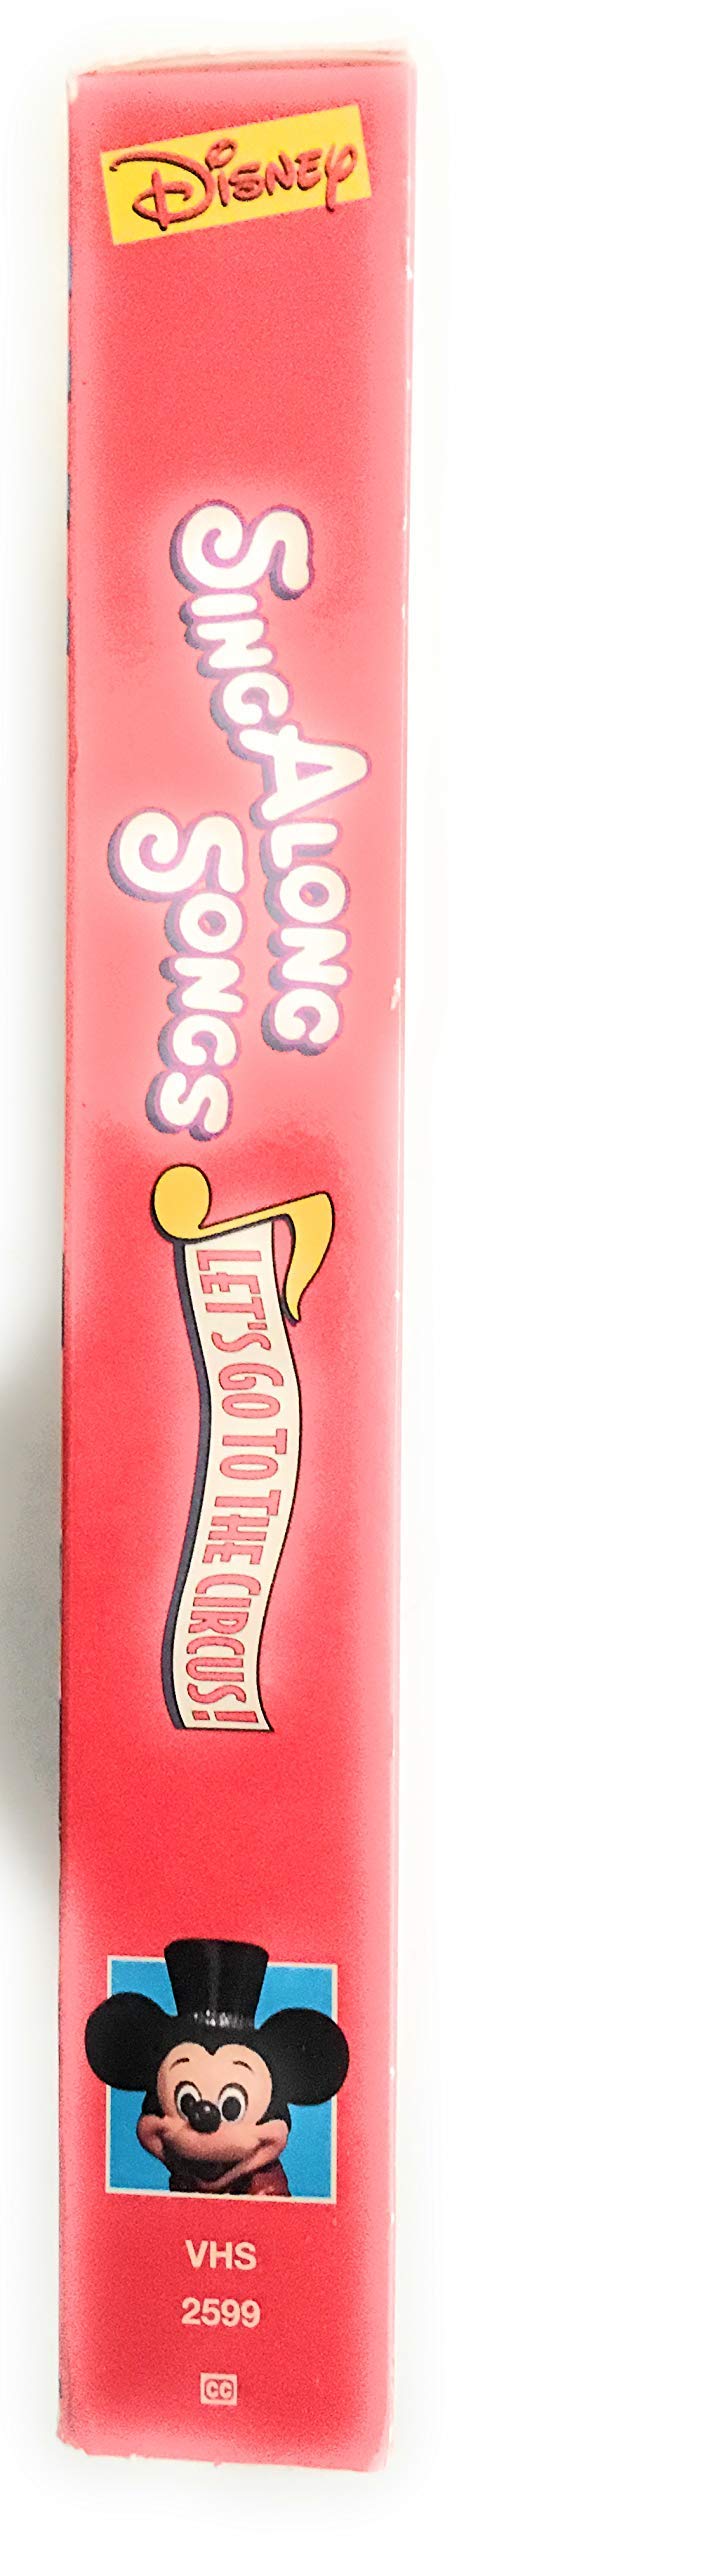 Disney
Sing Along
Songs
LET'S GO TO THE CIRCUS!
VHS
2599
CC